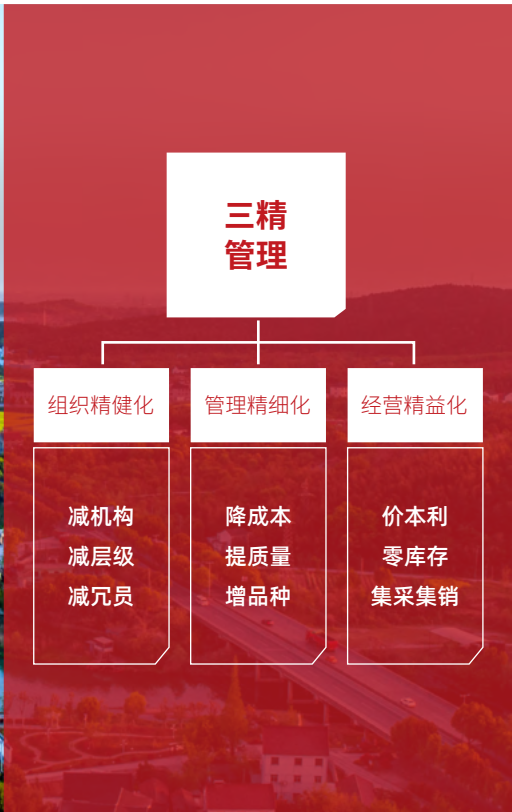 三精
管理
组织精健化
管理精细化
经营精益化
减机构
减层级
减冗员
降成本
提质量
增品种
价本利
零库存
集采集销